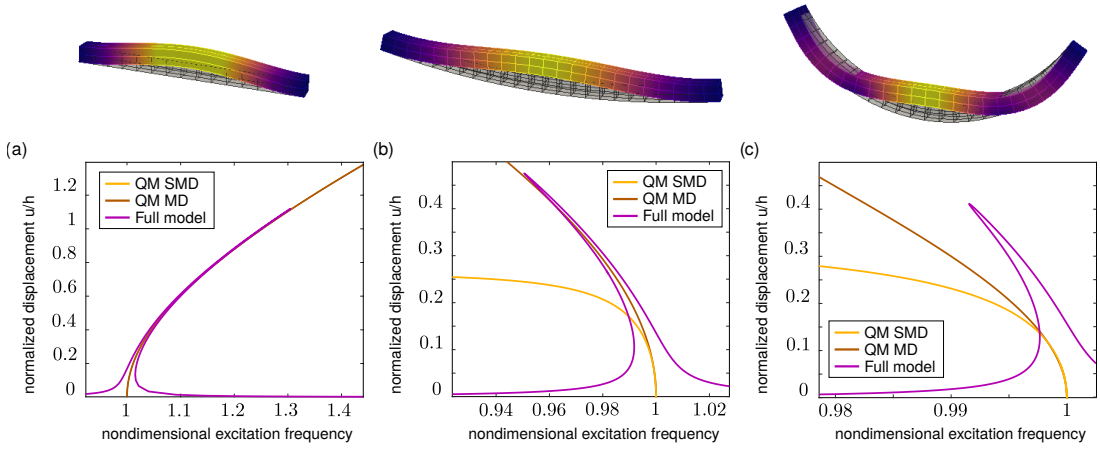 (a)
normalized displacement u/h
1.2
1
0.8
0.6
0.4
0.2
0
QM SMD
QM MD
Full model
1 1.1 1.2 1.3 1.4
nondimensional excitation frequency
(b)
normalized displacement u/h
0.4
0.3
0.2
0.1
0
QM SMD
QM MD
Full model
0.94 0.96 0.98 1 1.02
nondimensional excitation frequency
(c)
normalized displacement u/h
0.4
0.3
0.2
0.1
0
QM SMD
QM MD
Full model
0.98 0.99 1
nondimensional excitation frequency